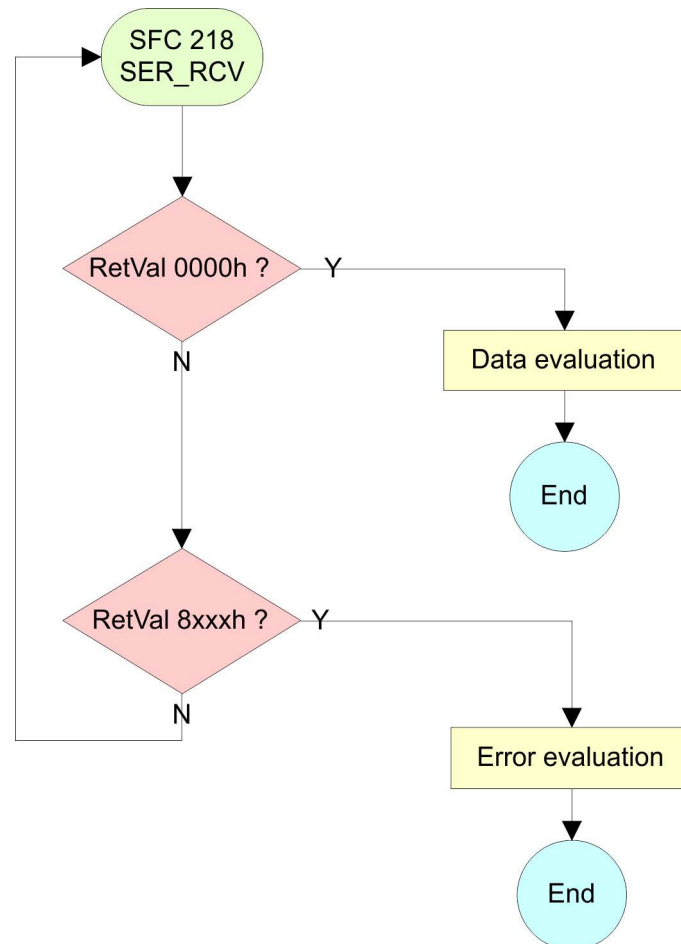 SFC 218
SER_RCV
RetVal 0000h ?
Y
N
Data evaluation
End
RetVal 8xxxh ?
Y
N
Error evaluation
End